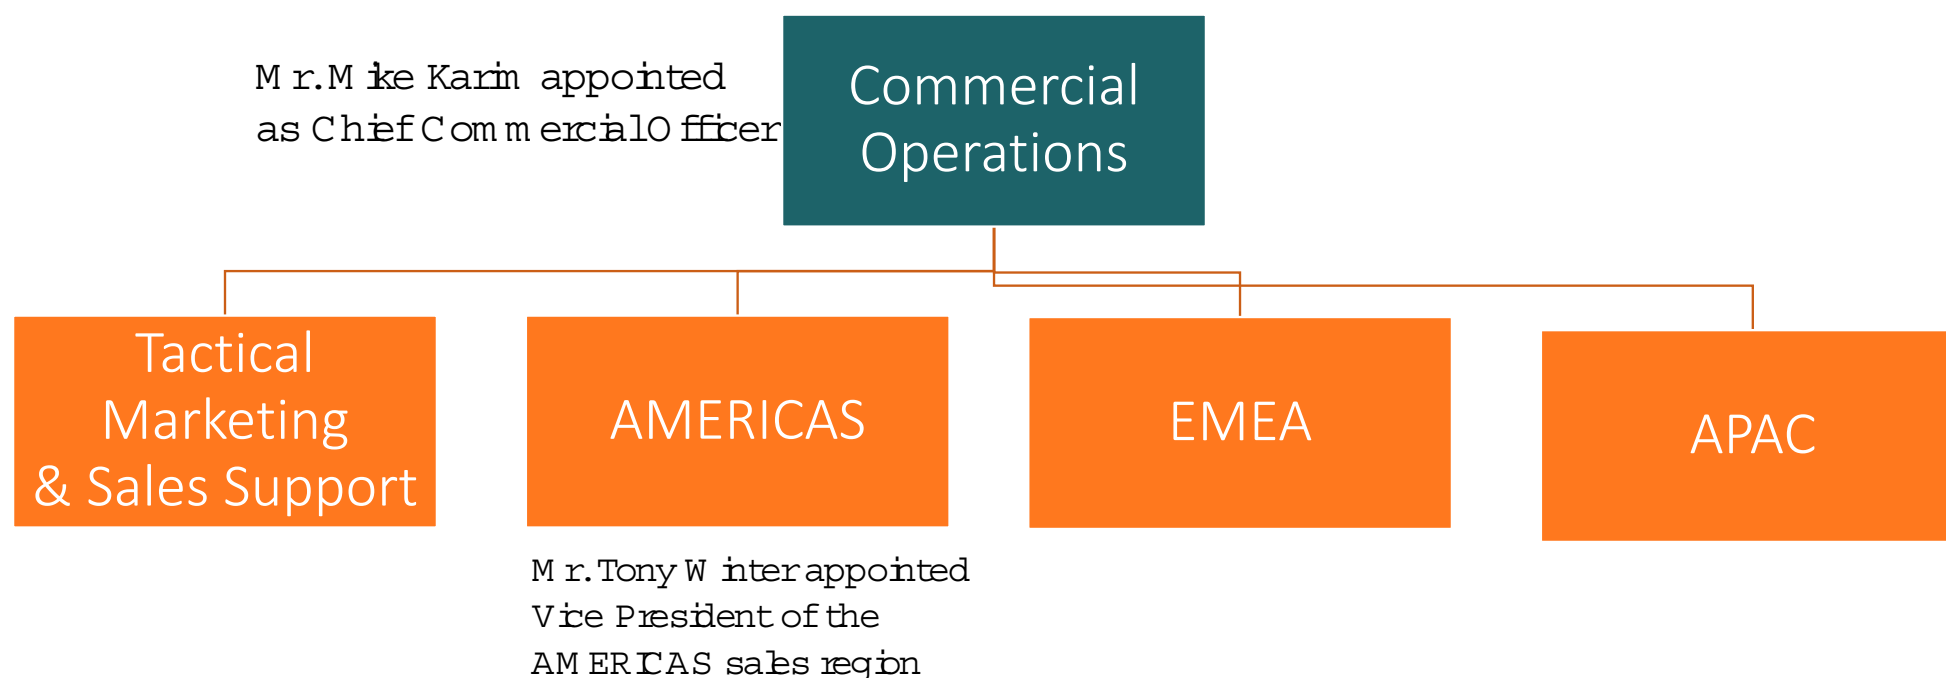 Mr. Mike Karim appointed
as Chief Commercial Officer
Commercial
Operations
Tactical
Marketing
& Sales Support
AMERICAS
EMEA
APAC
Mr. Tony Winter appointed
Vice President of the
AMERICAS sales region